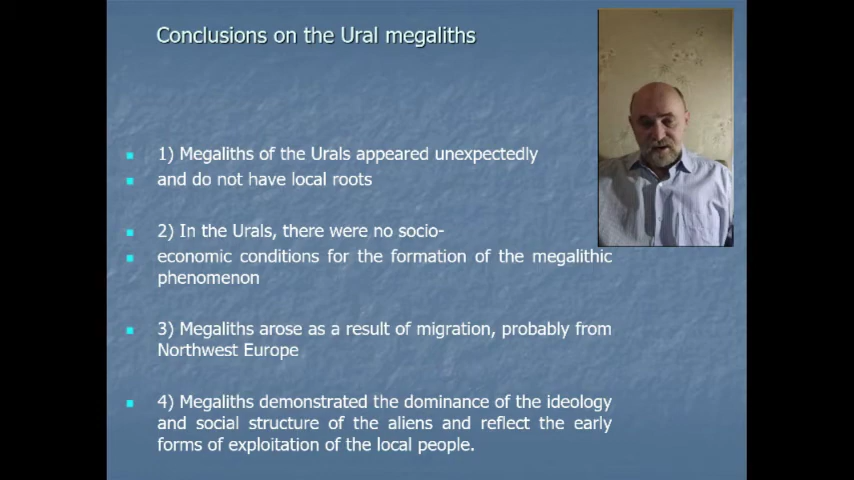 Conclusions on the Ural megaliths
1) Megaliths of the Urals appeared unexpectedly
and do not have local roots
2) In the Urals, there were no socio-
economic conditions for the formation of the megalithic
phenomenon
3) Megaliths arose as a result of migration, probably from
Northwest Europe
4) Megaliths demonstrated the dominance of the ideology
and social structure of the aliens and reflect the early
forms of exploitation of the local people.